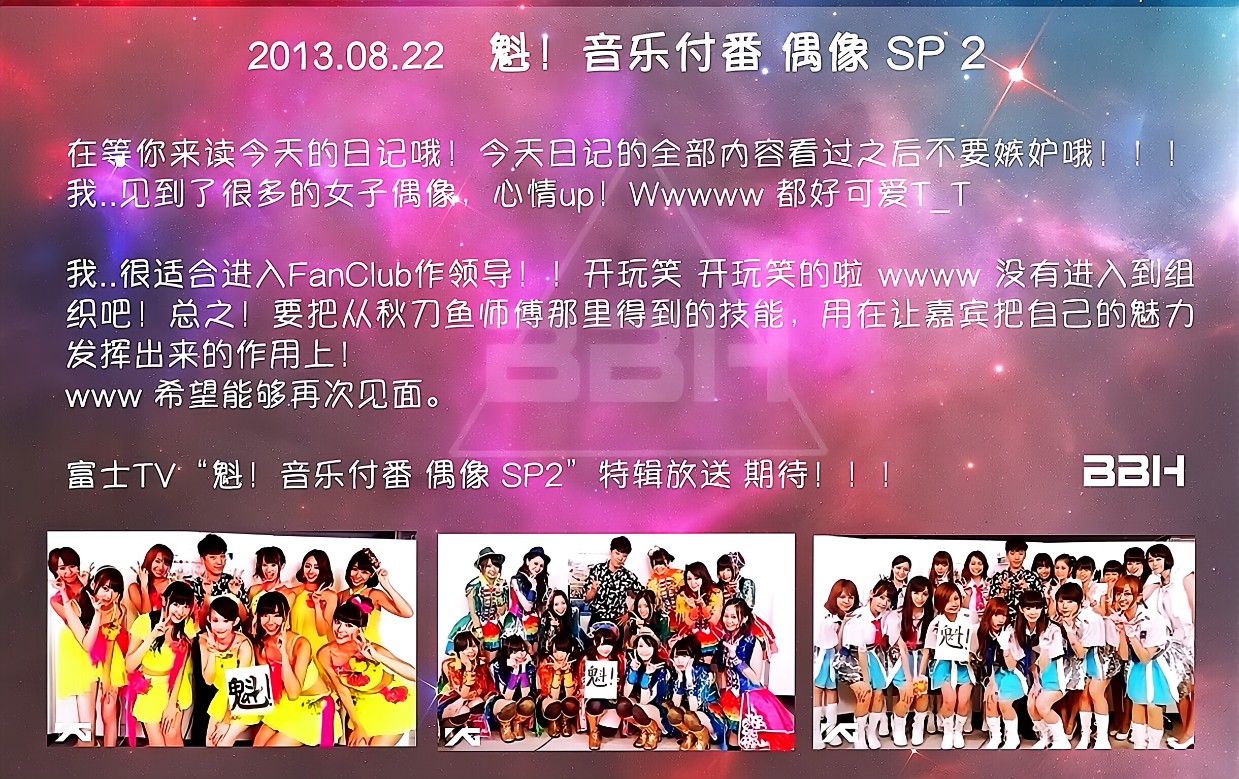 2013.08.22 魁！音乐付番 偶像 SP 2
在等你来读今天的日记哦！今天日记的全部内容看过之后不要嫉妒哦！！！
我..见到了很多的女子偶像，心情up！Wwwww 都好可爱T_T
我..很适合进入FanClub作领导！！开玩笑 开玩笑的啦 wwww 没有进入到组
织吧！总之！要把从秋刀鱼师傅那里得到的技能，用在让嘉宾把自己的魅力
发挥出来的作用上！
www 希望能够再次见面。
BBH
富士TV“魁！音乐付番 偶像 SP2”特辑放送 期待！！！
BBH
魁！
魁！
魁！
YG
YG
YG